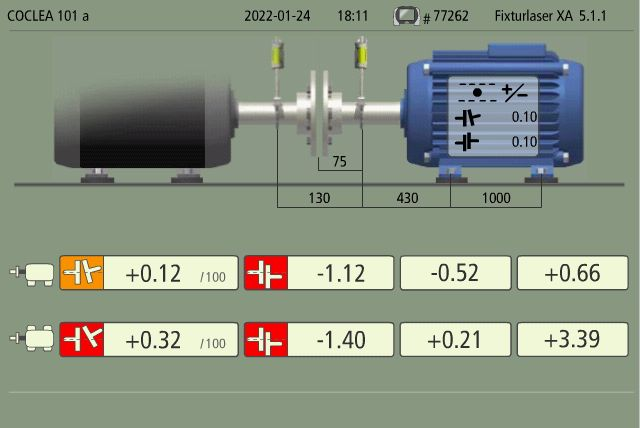 COCLEA 101 a 2022-01-24 18:11 # 77262 Fixturlaser XA 5.1.1
+/−
0.10
0.10
75
130 430 1000
+0.12 /100 -1.12 -0.52 +0.66
+0.32 /100 -1.40 +0.21 +3.39